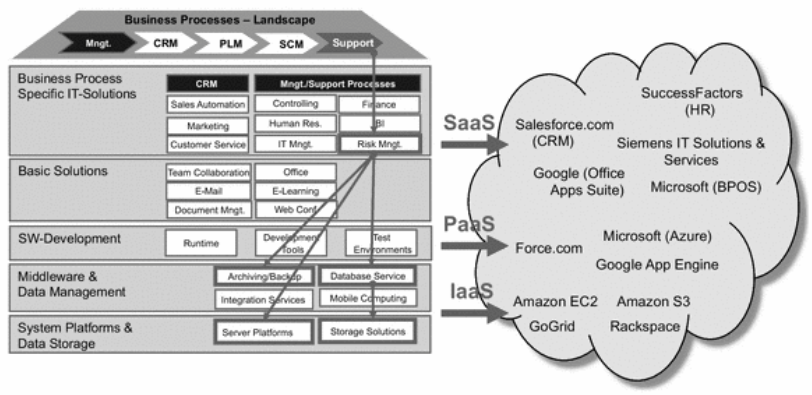 Business Processes – Landscape
Mngt.
CRM
PLM
SCM
Support
Business Process
Specific IT-Solutions
CRM
Mngt./Support Processes
Sales Automation
Controlling
Finance
Marketing
Human Res.
BI
Customer Service
IT Mngt.
Risk Mngt.
Basic Solutions
Team Collaboration
Office
E-Mail
E-Learning
Document Mngt.
Web Conf.
SW-Development
Runtime
Development
Tools
Test
Environments
Middleware &
Data Management
Archiving/Backup
Database Service
Integration Services
Mobile Computing
System Platforms &
Data Storage
Server Platforms
Storage Solutions
SaaS
PaaS
IaaS
SuccessFactors
(HR)
Salesforce.com
(CRM)
Siemens IT Solutions &
Services
Google (Office
Apps Suite)
Microsoft (BPOS)
Force.com
Microsoft (Azure)
Google App Engine
Amazon EC2
Amazon S3
GoGrid
Rackspace